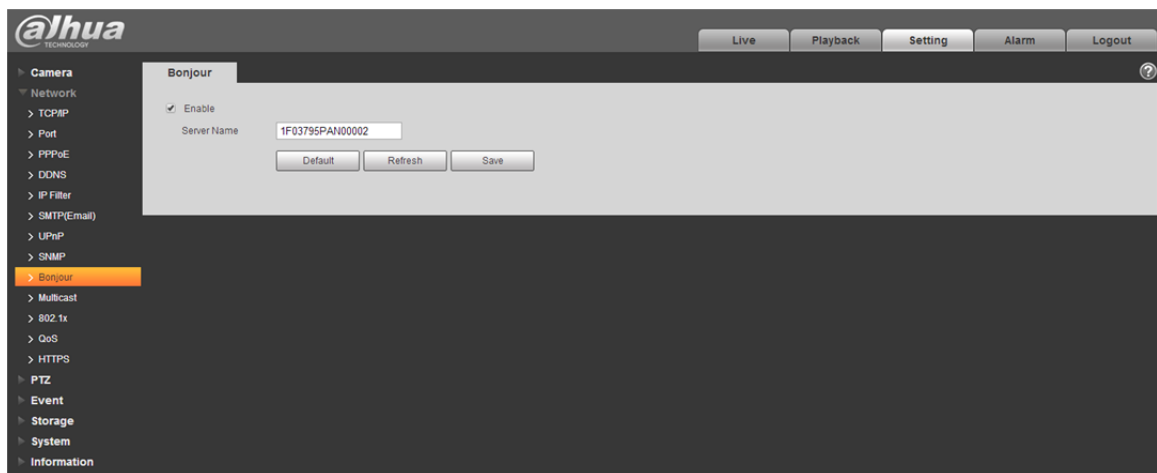 alhua
TECHNOLOGY
Live Playback Setting Alarm Logout
Camera
Network
TCP/IP
Port
PPPoE
DDNS
IP Filter
SMTP(Email)
UPnP
SNMP
Bonjour
Multicast
802.1x
QoS
HTTPS
PTZ
Event
Storage
System
Information
Bonjour
?
Enable
Server Name 1F03795PAN00002
Default Refresh Save